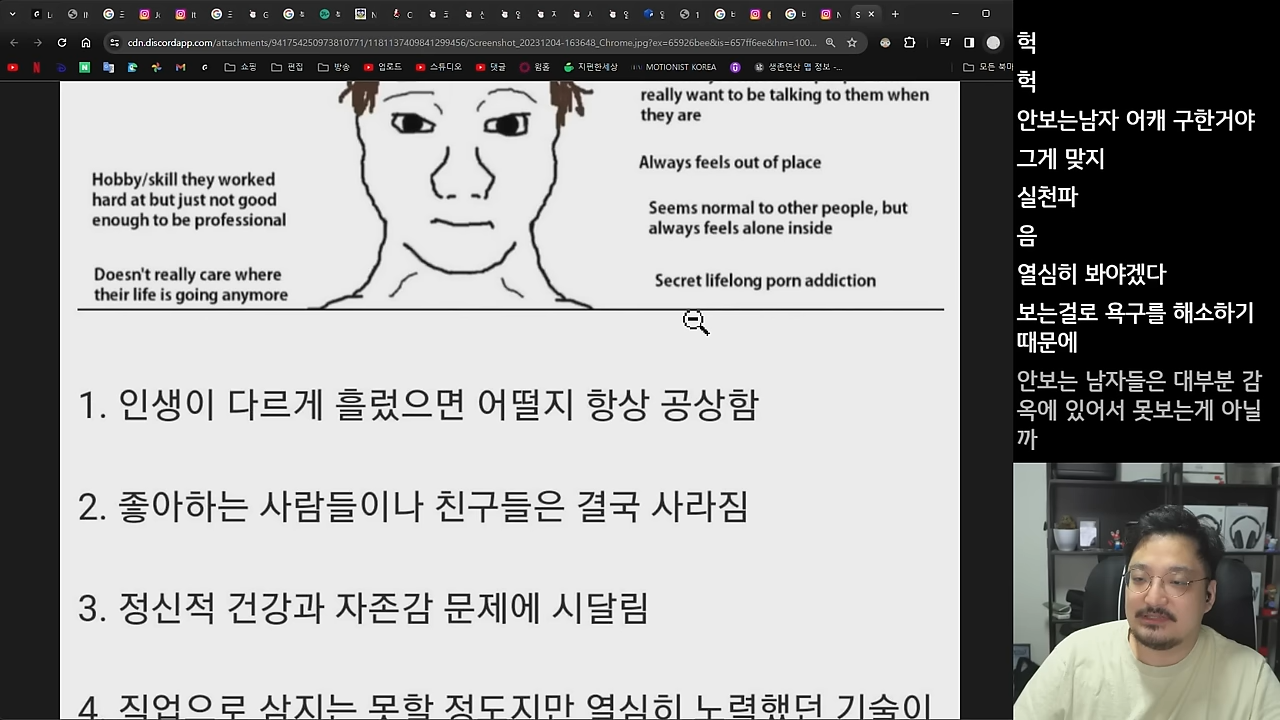 cdn.discordapp.com/attachments/941754250973810771/1181137409841299456/Screenshot_20231204-163648_Chrome.jpg?ex=65926bee&is=657ff6ee&hm=100...
쇼핑
편집
방송
업로드
스튜디오
댓글
윔홈
지편한세상
MOTIONIST KOREA
생존연산 맵 정보 -...
모든 북마
really want to be talking to them when
they are
Always feels out of place
Hobby/skill they worked
hard at but just not good
enough to be professional
Seems normal to other people, but
always feels alone inside
Doesn't really care where
their life is going anymore
Secret lifelong porn addiction
1. 인생이 다르게 흘렀으면 어떨지 항상 공상함
2. 좋아하는 사람들이나 친구들은 결국 사라짐
3. 정신적 건강과 자존감 문제에 시달림
4. 직업으로 삼지는 못할 정도지만 열심히 노력했던 기술이
헉
헉
안보는남자 어캐 구한거야
그게 맞지
실천파
음
열심히 봐야겠다
보는걸로 욕구를 해소하기
때문에
안보는 남자들은 대부분 감
옥에 있어서 못보는게 아닐
까